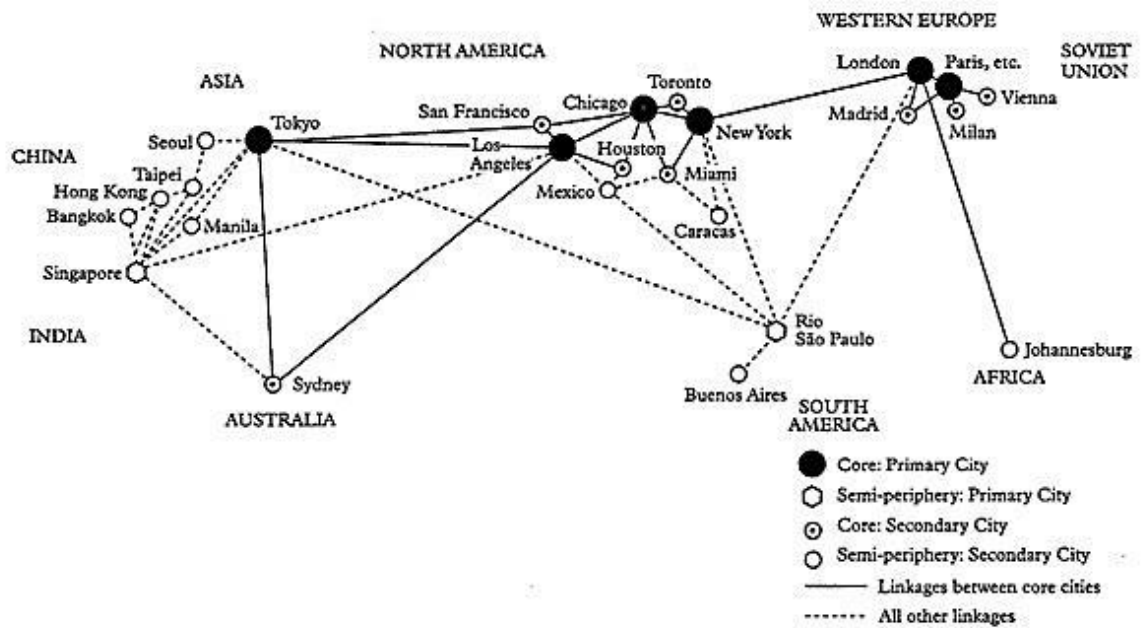 WESTERN EUROPE
NORTH AMERICA
London
Paris, etc.
SOVIET
UNION
ASIA
Toronto
Chicago
San Francisco
Vienna
Madrid
Milan
Tokyo
New York
Seoul
Los
Angeles
Houston
CHINA
Taipei
Miami
Hong Kong
Mexico
Bangkok
Manila
Caracas
Singapore
INDIA
Rio
São Paulo
Johannesburg
Sydney
AFRICA
Buenos Aires
AUSTRALIA
SOUTH
AMERICA
Core: Primary City
Semi-periphery: Primary City
Core: Secondary City
Semi-periphery: Secondary City
Linkages between core cities
All other linkages